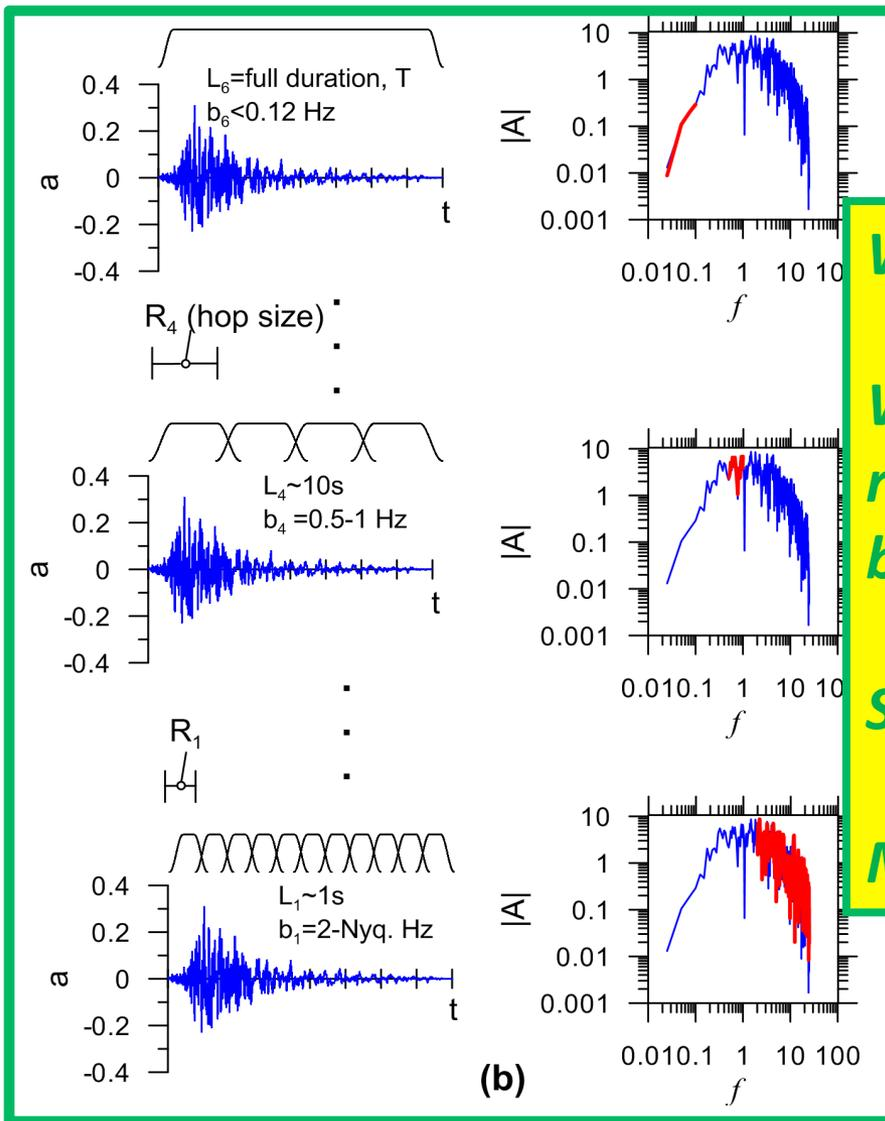 L6=full duration, T
b6<0.12 Hz
0.4
0.2
0
-0.2
-0.4
a
t
10
1
0.1
0.01
0.001
|A|
0.010.1 1 10 10
f
R4 (hop size)
L4~10s
b4 =0.5-1 Hz
0.4
0.2
0
-0.2
-0.4
a
t
10
1
0.1
0.01
0.001
|A|
0.010.1 1 10 10
f
R1
L1~1s
b1=2-Nyq. Hz
0.4
0.2
0
-0.2
-0.4
a
t
10
1
0.1
0.01
0.001
|A|
0.010.1 1 10 100
f
(b)